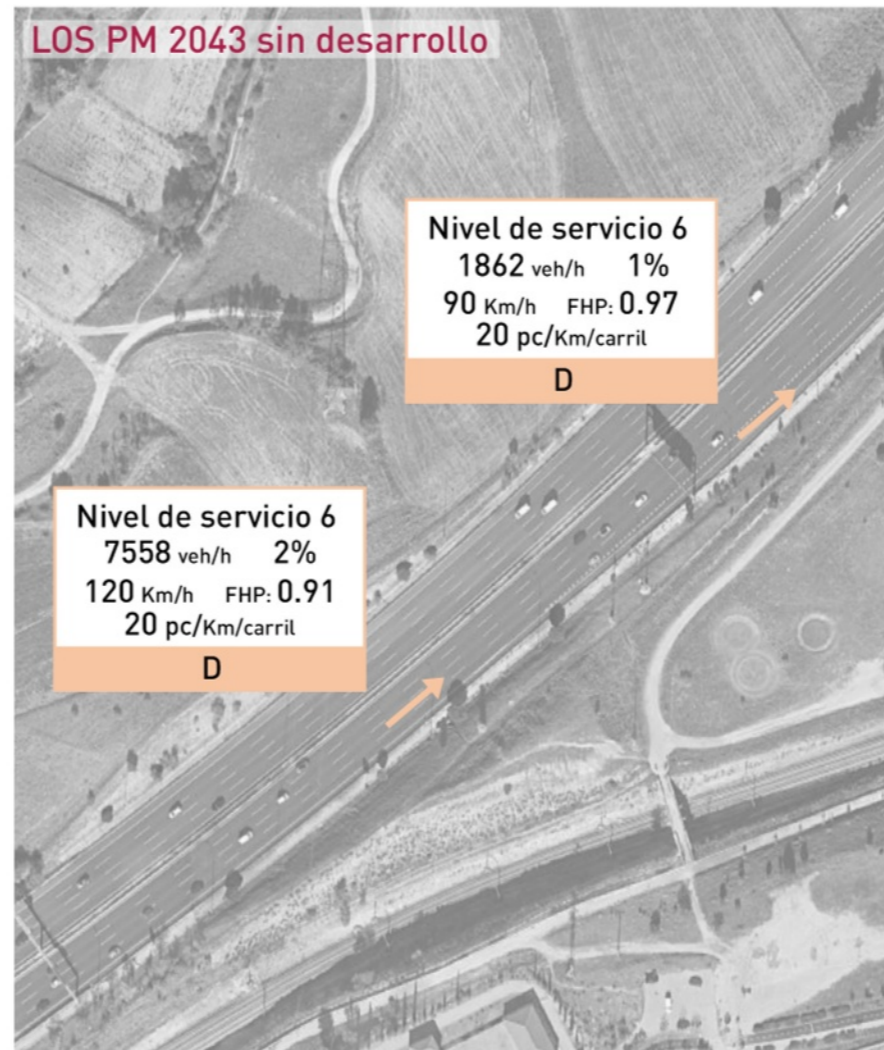 LOS PM 2043 sin desarrollo
Nivel de servicio 6
1862 veh/h 1%
90 Km/h FHP: 0.97
20 pc/Km/carril
D
Nivel de servicio 6
7558 veh/h 2%
120 Km/h FHP: 0.91
20 pc/Km/carril
D